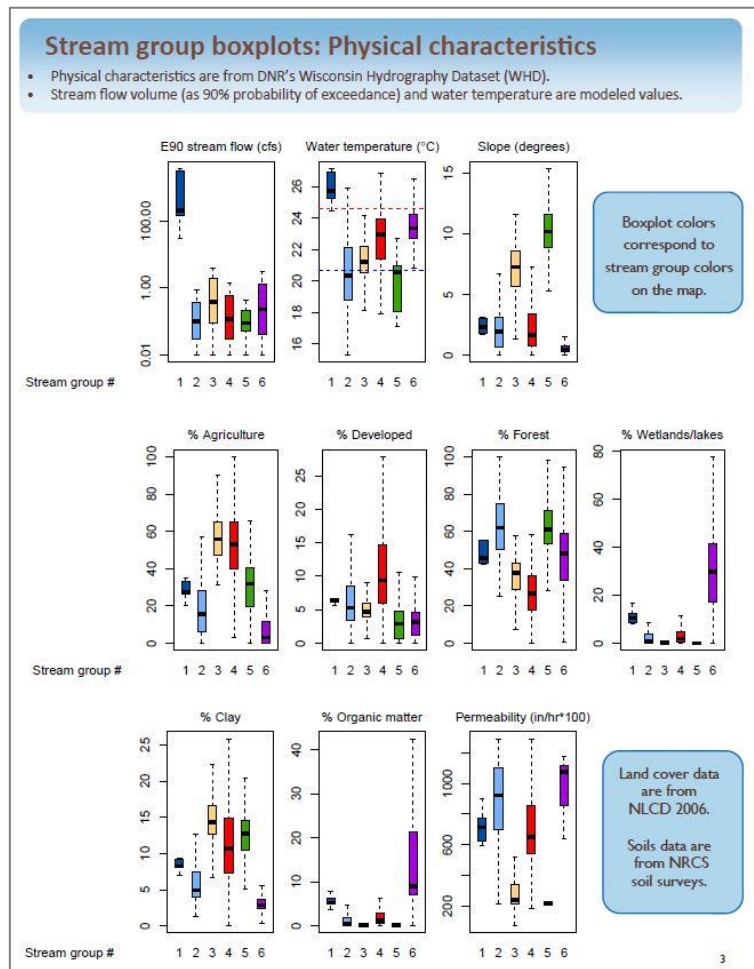 Stream group boxplots: Physical characteristics
• Physical characteristics are from DNR's Wisconsin Hydrography Dataset (WHD).
• Stream flow volume (as 90% probability of exceedance) and water temperature are modeled values.
E90 stream flow (cfs) Water temperature (°C) Slope (degrees)
100.00
1.00
0.01
26
24
22
20
18
16
15
10
5
0
Boxplot colors
correspond to
stream group colors
on the map.
Stream group # 1 2 3 4 5 6 1 2 3 4 5 6 1 2 3 4 5 6
% Agriculture % Developed % Forest % Wetlands/lakes
100
80
60
40
20
0
25
20
15
10
5
0
100
80
60
40
20
0
80
60
40
20
0
Stream group # 1 2 3 4 5 6 1 2 3 4 5 6 1 2 3 4 5 6 1 2 3 4 5 6
% Clay % Organic matter Permeability (in/hr*100)
25
20
15
10
5
0
40
30
20
10
0
1000
600
200
Land cover data
are from
NLCD 2006.
Soils data are
from NRCS
soil surveys.
Stream group # 1 2 3 4 5 6 1 2 3 4 5 6 1 2 3 4 5 6
3